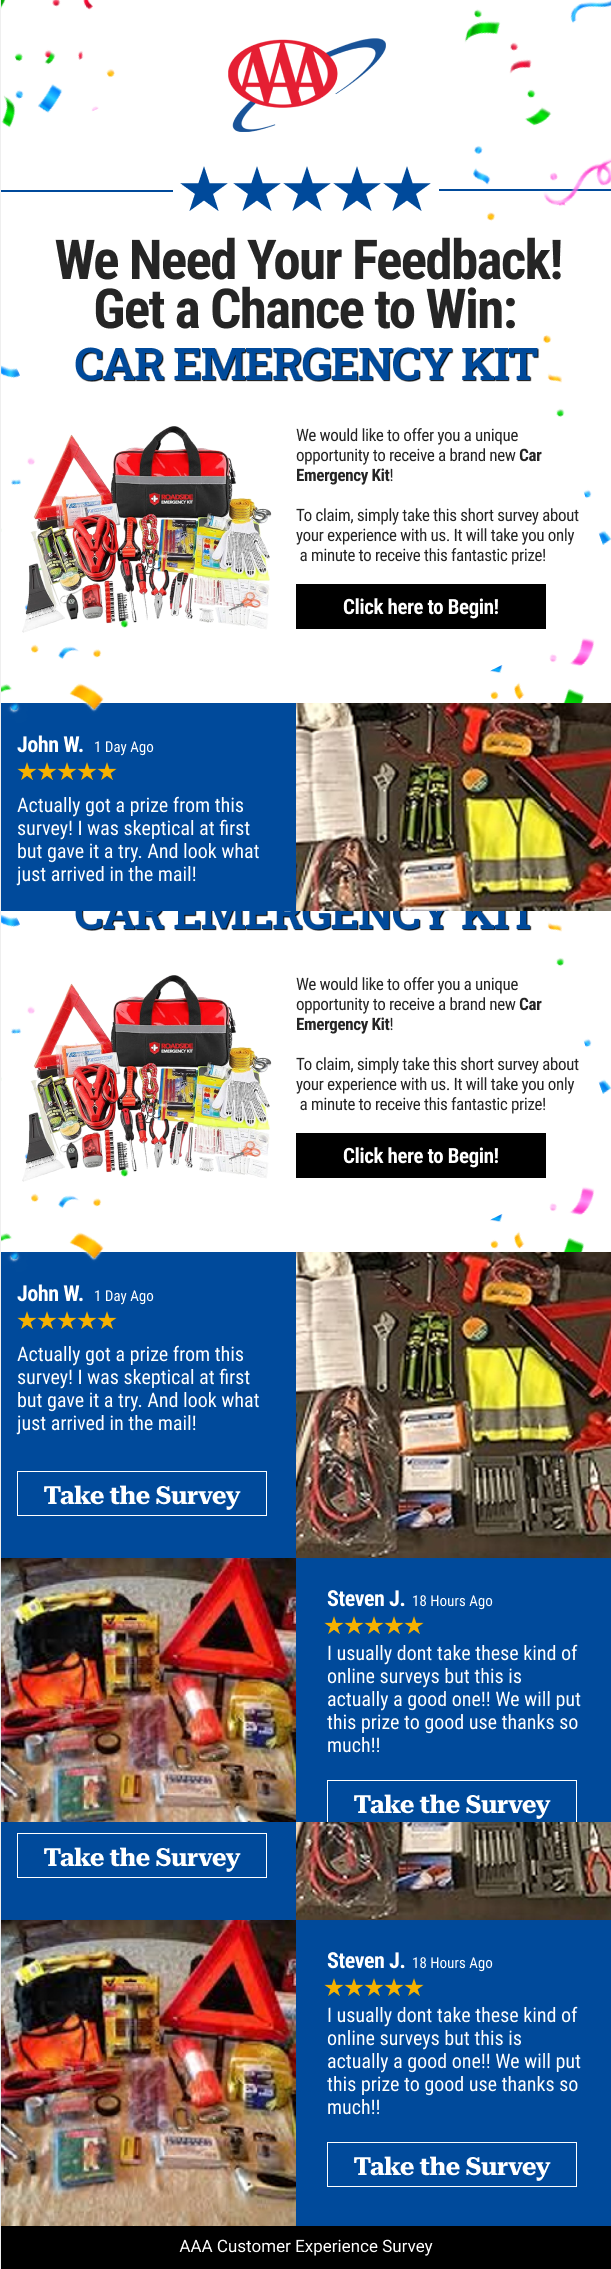 AAA
We Need Your Feedback!
Get a Chance to Win:
CAR EMERGENCY KIT
We would like to offer you a unique
opportunity to receive a brand new Car
Emergency Kit!
To claim, simply take this short survey about
your experience with us. It will take you only
a minute to receive this fantastic prize!
ROADSIDE
EMERGENCY KIT
Click here to Begin!
John W. 1 Day Ago
Actually got a prize from this
survey! I was skeptical at first
but gave it a try. And look what
just arrived in the mail!
CAR EMERGENCY KIT
We would like to offer you a unique
opportunity to receive a brand new Car
Emergency Kit!
To claim, simply take this short survey about
your experience with us. It will take you only
a minute to receive this fantastic prize!
ROADSIDE
EMERGENCY KIT
Click here to Begin!
John W. 1 Day Ago
Actually got a prize from this
survey! I was skeptical at first
but gave it a try. And look what
just arrived in the mail!
Take the Survey
Steven J. 18 Hours Ago
I usually dont take these kind of
online surveys but this is
actually a good one!! We will put
this prize to good use thanks so
much!!
Take the Survey
Take the Survey
Steven J. 18 Hours Ago
I usually dont take these kind of
online surveys but this is
actually a good one!! We will put
this prize to good use thanks so
much!!
Take the Survey
AAA Customer Experience Survey